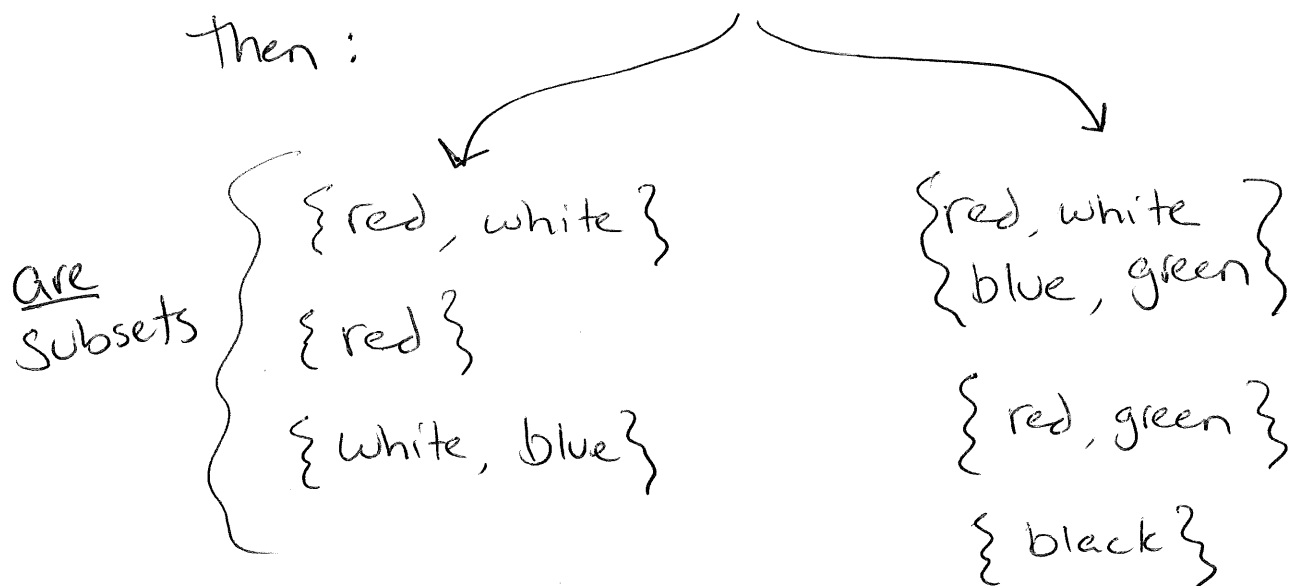 then :
{ red, white }
are
subsets
{ red }
{ white, blue }
{ red, white
blue, green }
{ red, green }
{ black }